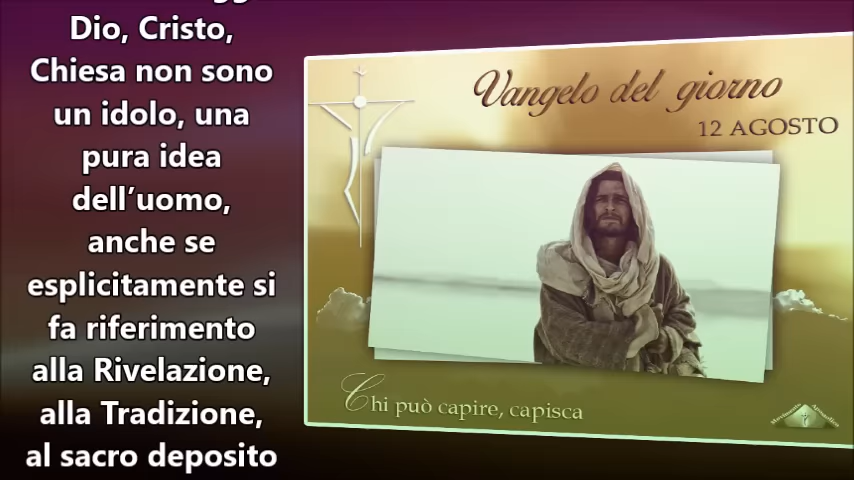 Dio, Cristo,
Chiesa non sono
un idolo, una
pura idea
dell’uomo,
anche se
esplicitamente si
fa riferimento
alla Rivelazione,
alla Tradizione,
al sacro deposito
Vangelo del giorno
12 AGOSTO
Chi può capire, capisca